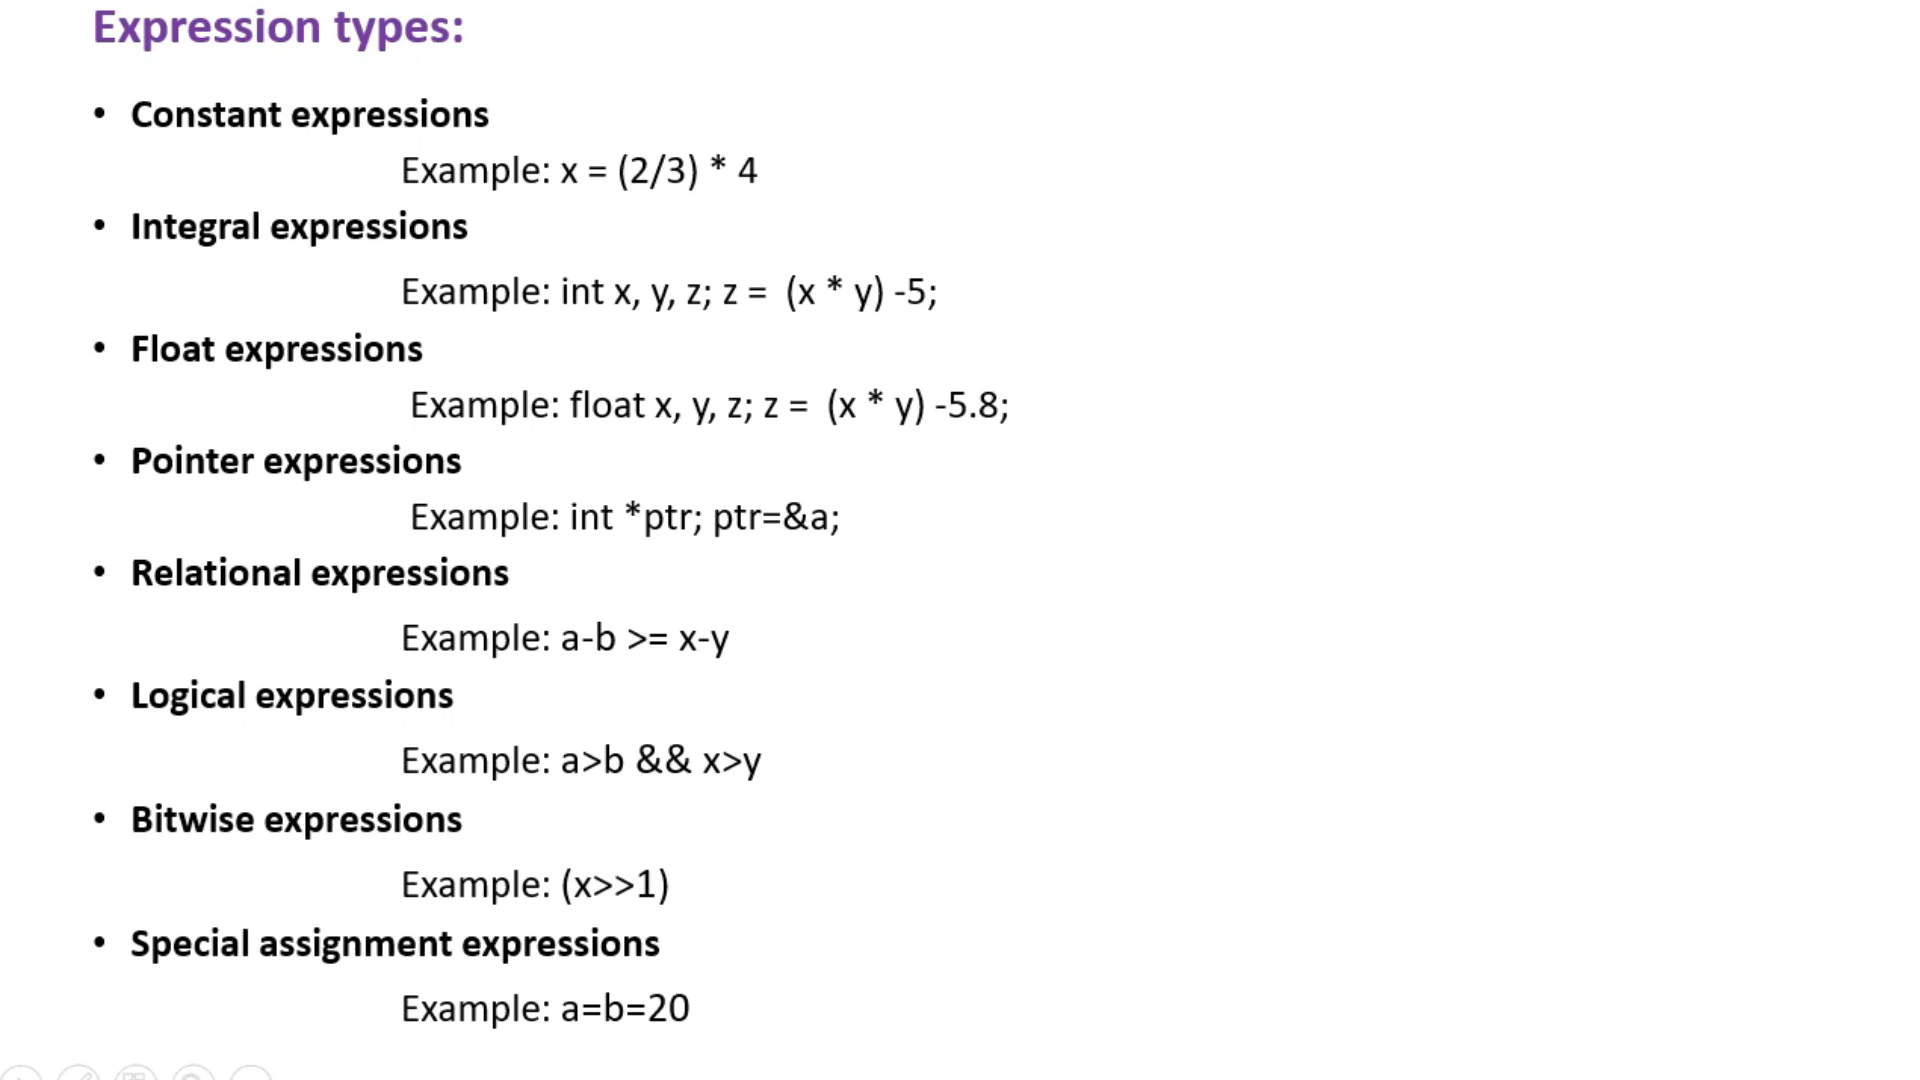 Expression types:
• Constant expressions
Example: x = (2/3) * 4
• Integral expressions
Example: int x, y, z; z =  (x * y) -5;
• Float expressions
Example: float x, y, z; z =  (x * y) -5.8;
• Pointer expressions
Example: int *ptr; ptr=&a;
• Relational expressions
Example: a-b >= x-y
• Logical expressions
Example: a>b && x>y
• Bitwise expressions
Example: (x>>1)
• Special assignment expressions
Example: a=b=20